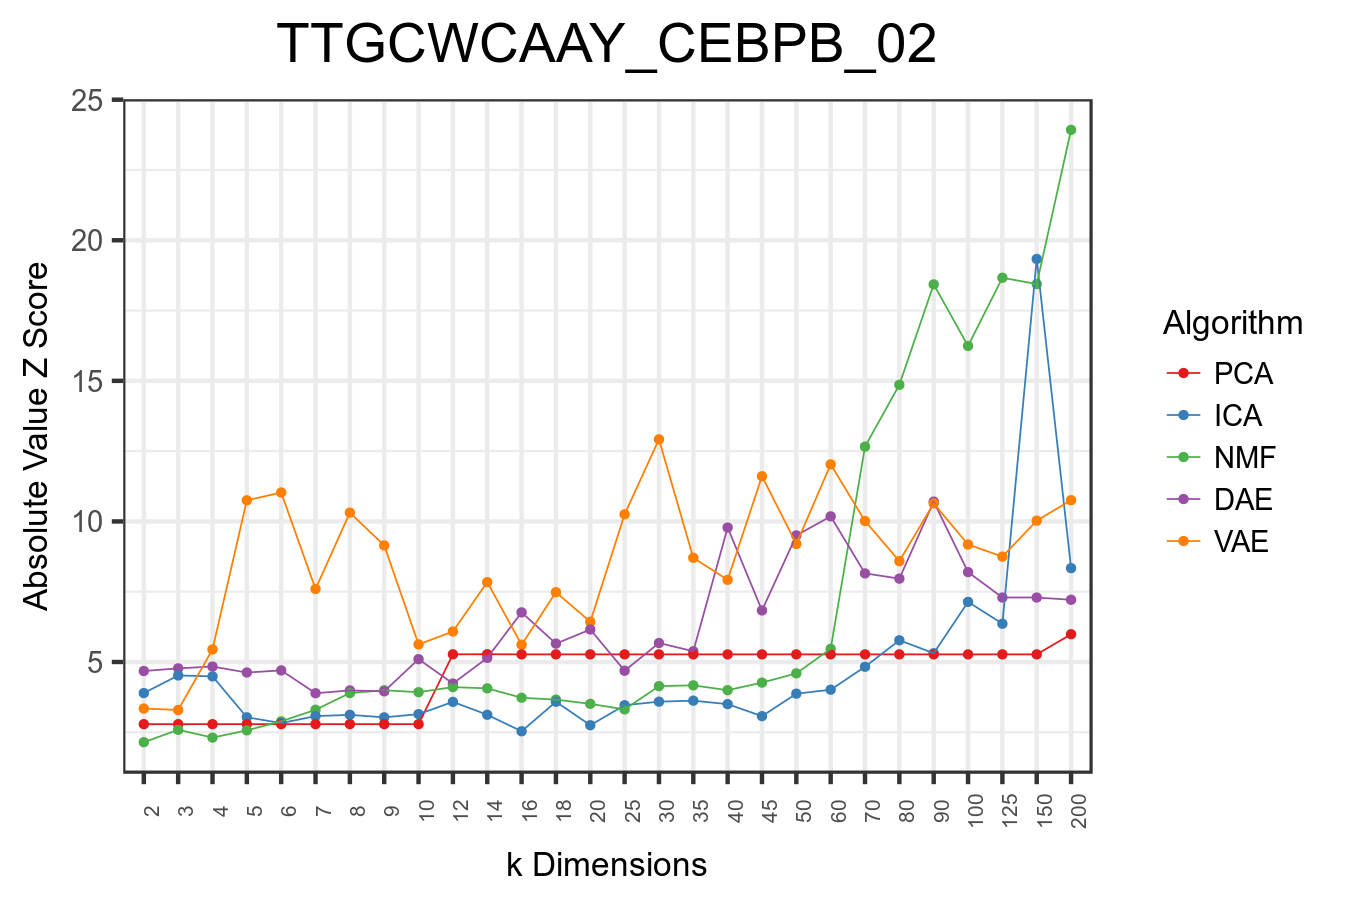 TTGCWCAAY_CEBPB_02
Absolute Value Z Score
25
20
15
10
5
2 3 4 5 6 7 8 9 10 12 14 16 18 20 25 30 35 40 45 50 60 70 80 90 100 125 150 200
k Dimensions
Algorithm
PCA
ICA
NMF
DAE
VAE